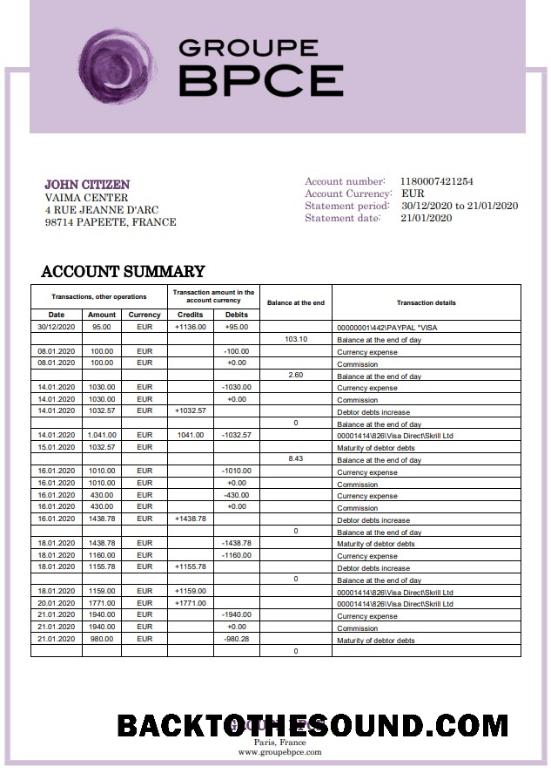 GROUPE
BPCE
JOHN CITIZEN
VAIMA CENTER
4 RUE JEANNE D'ARC
98714 PAPEETE, FRANCE
Account number: 1180007421254
Account Currency: EUR
Statement period: 30/12/2020 to 21/01/2020
Statement date: 21/01/2020
ACCOUNT SUMMARY
Transactions, other operations Transaction amount in the account currency Balance at the end Transaction details
Date Amount Currency Credits Debits
30/12/2020 95.00 EUR +1136.00 +95.00 00000001\442\PAYPAL *VISA
103.10 Balance at the end of day
08.01.2020 100.00 EUR -100.00 Currency expense
08.01.2020 100.00 EUR +0.00 Commission
2.60 Balance at the end of day
14.01.2020 1030.00 EUR -1030.00 Currency expense
14.01.2020 1030.00 EUR +0.00 Commission
14.01.2020 1032.57 EUR +1032.57 Debtor debts increase
0 Balance at the end of day
14.01.2020 1.041.00 EUR 1041.00 -1032.57 00001414\826\Visa Direct\Skrill Ltd
15.01.2020 1032.57 EUR Maturity of debtor debts
8.43 Balance at the end of day
16.01.2020 1010.00 EUR -1010.00 Currency expense
16.01.2020 1010.00 EUR +0.00 Commission
16.01.2020 430.00 EUR -430.00 Currency expense
16.01.2020 430.00 EUR +0.00 Commission
16.01.2020 1438.78 EUR +1438.78 Debtor debts increase
0 Balance at the end of day
18.01.2020 1438.78 EUR -1438.78 Maturity of debtor debts
18.01.2020 1160.00 EUR -1160.00 Currency expense
18.01.2020 1155.78 EUR +1155.78 Debtor debts increase
0 Balance at the end of day
18.01.2020 1159.00 EUR +1159.00 00001414\826\Visa Direct\Skrill Ltd
20.01.2020 1771.00 EUR +1771.00 00001414\826\Visa Direct\Skrill Ltd
21.01.2020 1940.00 EUR -1940.00 Currency expense
21.01.2020 1940.00 EUR +0.00 Commission
21.01.2020 980.00 EUR -980.28 Maturity of debtor debts
0
BACKTOTHESOUND.COM
Paris, France
www.groupebpce.com